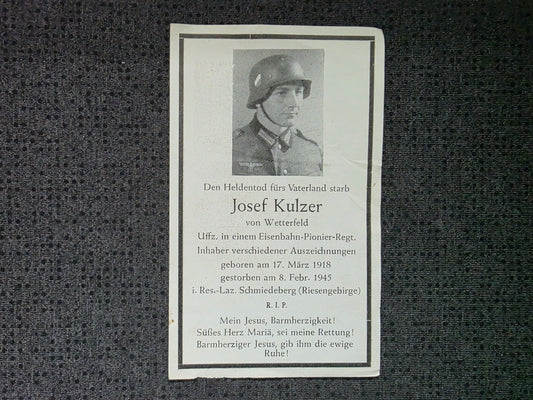 Den Heldentod fürs Vaterland starb
Josef Kulzer
von Wetterfeld
Uffz. in einem Eisenbahn-Pionier-Regt.
Inhaber verschiedener Auszeichnungen
geboren am 17. März 1918
gestorben am 8. Febr. 1945
i. Res.-Laz. Schmiedeberg (Riesengebirge)
R. I. P.
Mein Jesus, Barmherzigkeit!
Süßes Herz Mariä, sei meine Rettung!
Barmherziger Jesus, gib ihm die ewige
Ruhe!